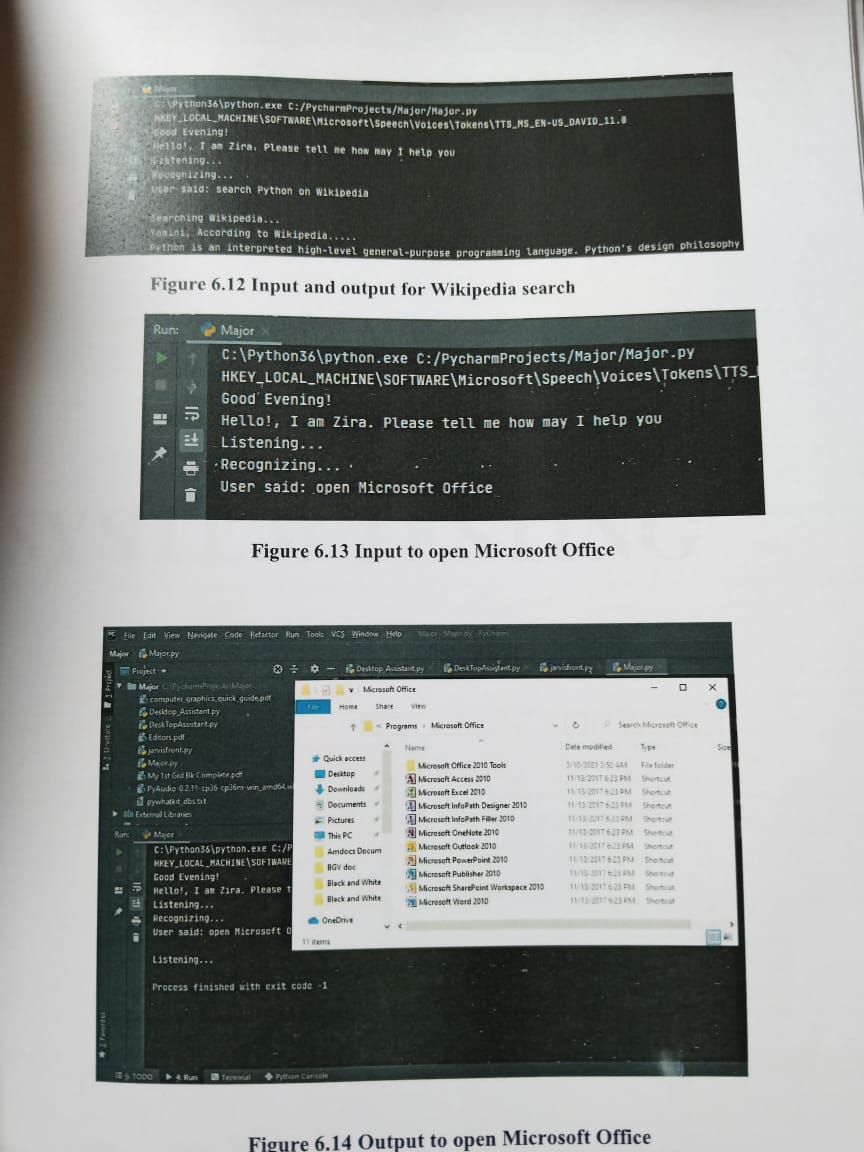 Major
C:\Python36\python.exe C:/PycharmProjects/Major/Major.py
HKEY_LOCAL_MACHINE\SOFTWARE\Microsoft\Speech\Voices\Tokens\TTS_MS_EN-US_DAVID_11.0
Good Evening!
Hello!, I am Zira. Please tell me how may I help you
Listening...
Recognizing...
User said: search Python on Wikipedia
Searching Wikipedia...
Yamini, According to Wikipedia.....
Python is an interpreted high-level general-purpose programming language. Python's design philosophy
Figure 6.12 Input and output for Wikipedia search
Run: Major
C:\Python36\python.exe C:/PycharmProjects/Major/Major.py
HKEY_LOCAL_MACHINE\SOFTWARE\Microsoft\Speech\Voices\Tokens\TTS_
Good Evening!
Hello!, I am Zira. Please tell me how may I help you
Listening...
Recognizing...
User said: open Microsoft Office
Figure 6.13 Input to open Microsoft Office
PC File Edit View Navigate Code Refactor Run Tools VCS Window Help Major - Major.py - PyCharm
Major Major.py
1: Project
Project Desktop_Assistant.py DeskTopAssistant.py jarvisfront.py Major.py
Major C:\PycharmProjects\Major
computer_graphics_quick_guide.pdf
Desktop_Assistant.py
DeskTopAssistant.py
Editors.pdf
jarvisfront.py
Major.py
My 1st Grd Bk Complete.pdf
PyAudio-0.2.11-cp36-cp36m-win_amd64.w
pywhatkit_dbs.txt
External Libraries
Structure
Microsoft Office
File Home Share View
Programs Microsoft Office Search Microsoft Office
Name Date modified Type Size
Quick access
Desktop
Downloads
Documents
Pictures
This PC
Amdocs Docum
BGV doc
Black and White
Black and White
OneDrive
Microsoft Office 2010 Tools 3/10/2021 2:50 AM File folder
Microsoft Access 2010 11/13/2017 6:23 PM Shortcut
Microsoft Excel 2010 11/13/2017 6:23 PM Shortcut
Microsoft InfoPath Designer 2010 11/13/2017 6:23 PM Shortcut
Microsoft InfoPath Filler 2010 11/13/2017 6:23 PM Shortcut
Microsoft OneNote 2010 11/13/2017 6:23 PM Shortcut
Microsoft Outlook 2010 11/13/2017 6:23 PM Shortcut
Microsoft PowerPoint 2010 11/13/2017 6:23 PM Shortcut
Microsoft Publisher 2010 11/13/2017 6:23 PM Shortcut
Microsoft SharePoint Workspace 2010 11/13/2017 6:23 PM Shortcut
Microsoft Word 2010 11/13/2017 6:23 PM Shortcut
11 items
Run: Major
C:\Python36\python.exe C:/P
HKEY_LOCAL_MACHINE\SOFTWARE
Good Evening!
Hello!, I am Zira. Please t
Listening...
Recognizing...
User said: open Microsoft O
Listening...
Process finished with exit code -1
2: Favorites
6: TODO 4: Run Terminal Python Console
Figure 6.14 Output to open Microsoft Office